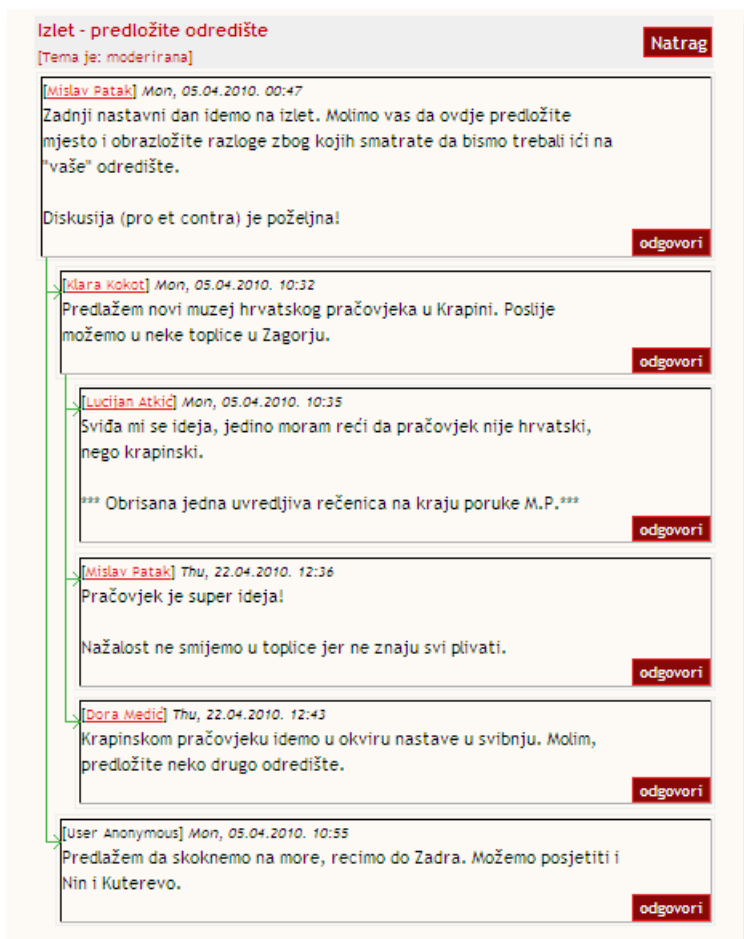 Izlet - predložite odredište
Natrag
[Tema je: moderirana]
[Mislav Patak] Mon, 05.04.2010. 00:47
Zadnji nastavni dan idemo na izlet. Molimo vas da ovdje predložite
mjesto i obrazložite razloge zbog kojih smatrate da bismo trebali ići na
"vaše" odredište.
Diskusija (pro et contra) je poželjna!
odgovori
[Klara Kokot] Mon, 05.04.2010. 10:32
Predlažem novi muzej hrvatskog pračovjeka u Krapini. Poslije
možemo u neke toplice u Zagorju.
odgovori
[Lucijan Atkić] Mon, 05.04.2010. 10:35
Sviđa mi se ideja, jedino moram reći da pračovjek nije hrvatski,
nego krapinski.
*** Obrisana jedna uvredljiva rečenica na kraju poruke M.P.***
odgovori
[Mislav Patak] Thu, 22.04.2010. 12:36
Pračovjek je super ideja!
Nažalost ne smijemo u toplice jer ne znaju svi plivati.
odgovori
[Dora Medić] Thu, 22.04.2010. 12:43
Krapinskom pračovjeku idemo u okviru nastave u svibnju. Molim,
predložite neko drugo odredište.
odgovori
[User Anonymous] Mon, 05.04.2010. 10:55
Predlažem da skoknemo na more, recimo do Zadra. Možemo posjetiti i
Nin i Kuterevo.
odgovori